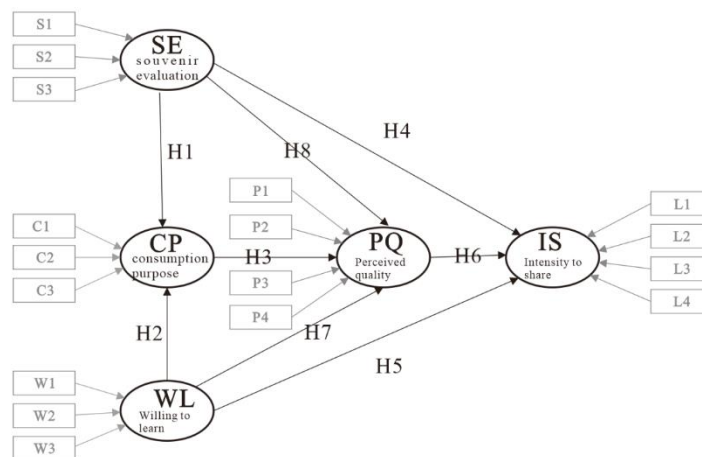 S1
S2
S3
SE
souvenir
evaluation
H1
H8
H4
P1
P2
P3
P4
C1
C2
C3
CP
consumption
purpose
H3
PQ
Perceived
quality
H6
IS
Intensity to
share
L1
L2
L3
L4
H2
H7
H5
W1
W2
W3
WL
Willing to
learn